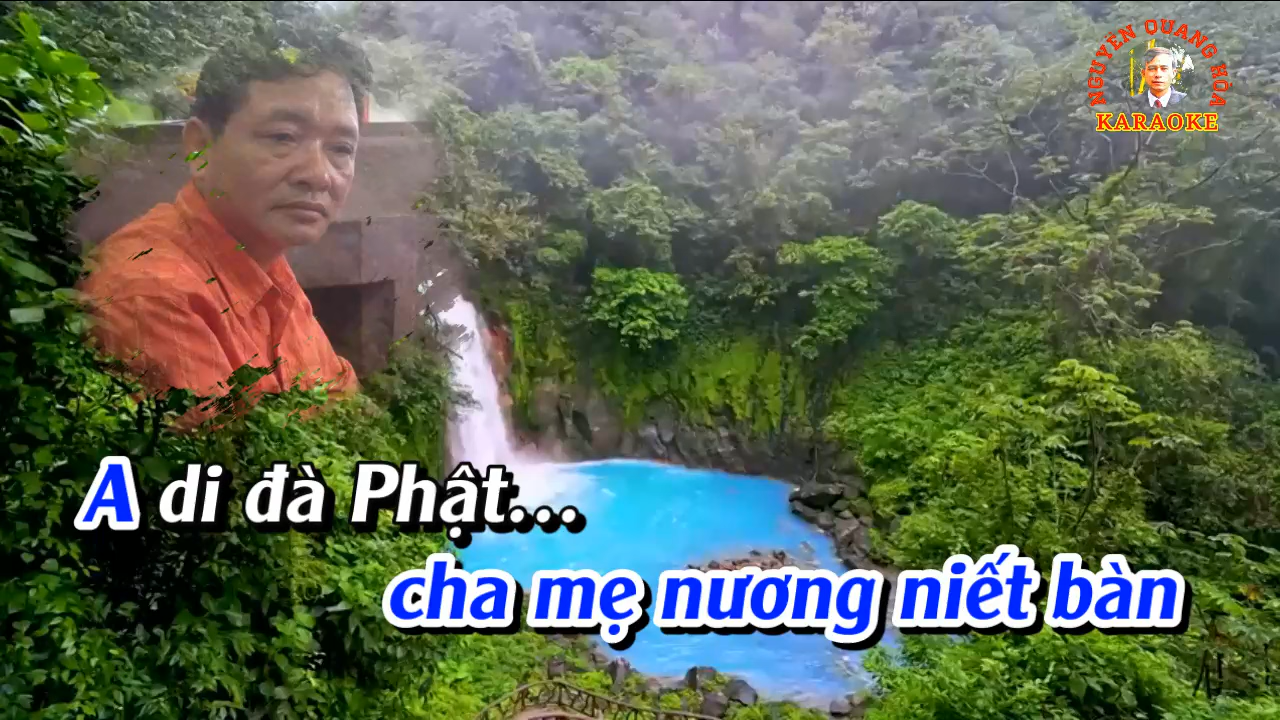 NGUYỄN QUANG HÒA
KARAOKE
A di đà Phật...
cha mẹ nương niết bàn